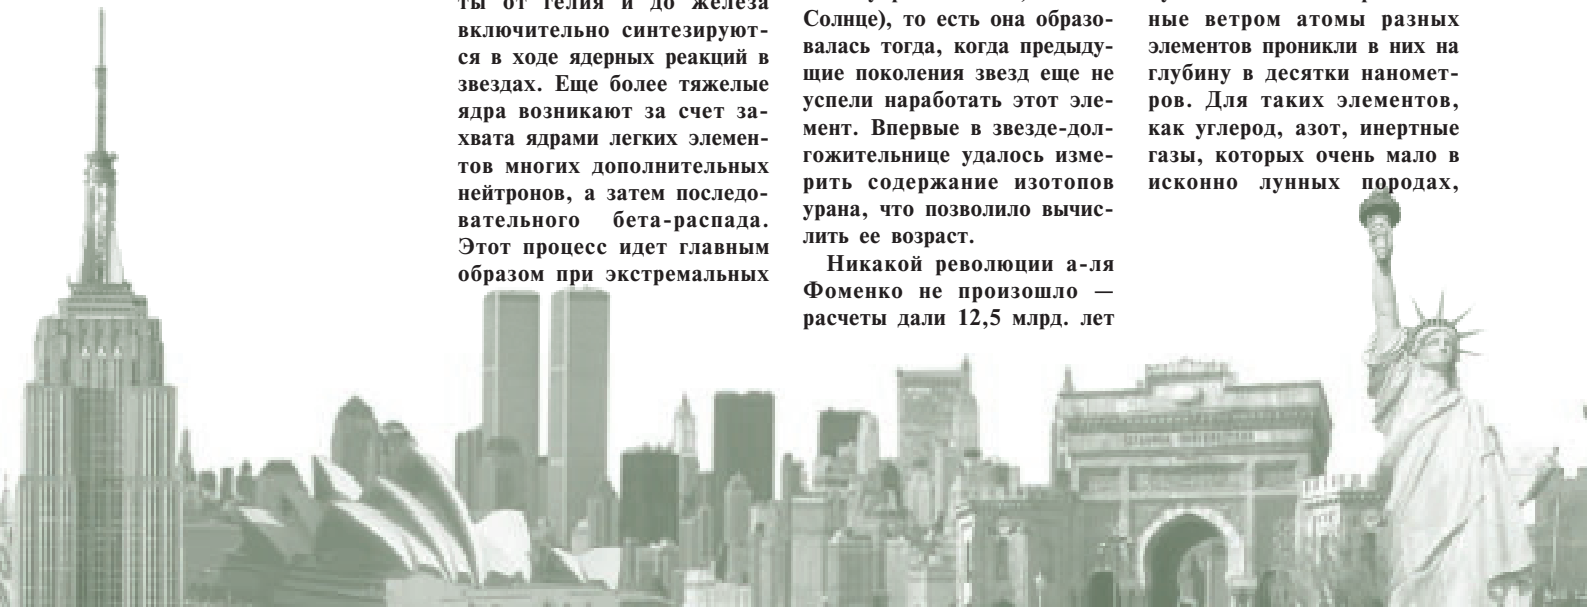 ты от гелия и до железа
включительно синтезируют-
ся в ходе ядерных реакций в
звездах. Еще более тяжелые
ядра возникают за счет за-
хвата ядрами легких элемен-
тов многих дополнительных
нейтронов, а затем последо-
вательного бета-распада.
Этот процесс идет главным
образом при экстремальных
Солнце), то есть она образо-
валась тогда, когда предыду-
щие поколения звезд еще не
успели наработать этот эле-
мент. Впервые в звезде-дол-
гожительнице удалось изме-
рить содержание изотопов
урана, что позволило вычис-
лить ее возраст.
Никакой революции а-ля
Фоменко не произошло —
расчеты дали 12,5 млрд. лет
ные ветром атомы разных
элементов проникли в них на
глубину в десятки наномет-
ров. Для таких элементов,
как углерод, азот, инертные
газы, которых очень мало в
исконно лунных породах,